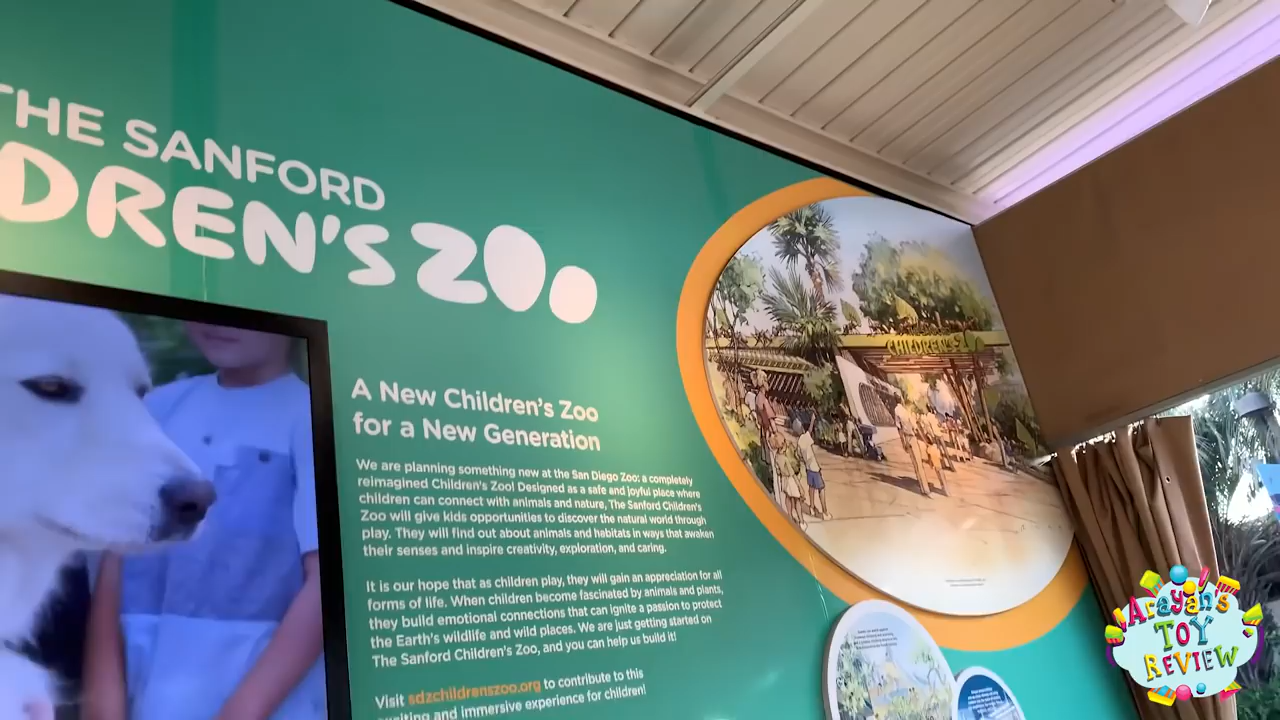 THE SANFORD
DREN'S ZOO
A New Children's Zoo
for a New Generation
We are planning something new at the San Diego Zoo: a completely
reimagined Children's Zoo! Designed as a safe and joyful place where
children can connect with animals and nature, The Sanford Children's
Zoo will give kids opportunities to discover the natural world through
play. They will find out about animals and habitats in ways that awaken
their senses and inspire creativity, exploration, and caring.
It is our hope that as children play, they will gain an appreciation for all
forms of life. When children become fascinated by animals and plants,
they build emotional connections that can ignite a passion to protect
the Earth's wildlife and wild places. We are just getting started on
The Sanford Children's Zoo, and you can help us build it!
Visit sdzchildrenszoo.org to contribute to this
exciting and immersive experience for children!
CHILDREN'S Z
Arayan's
TOY
REVIEW